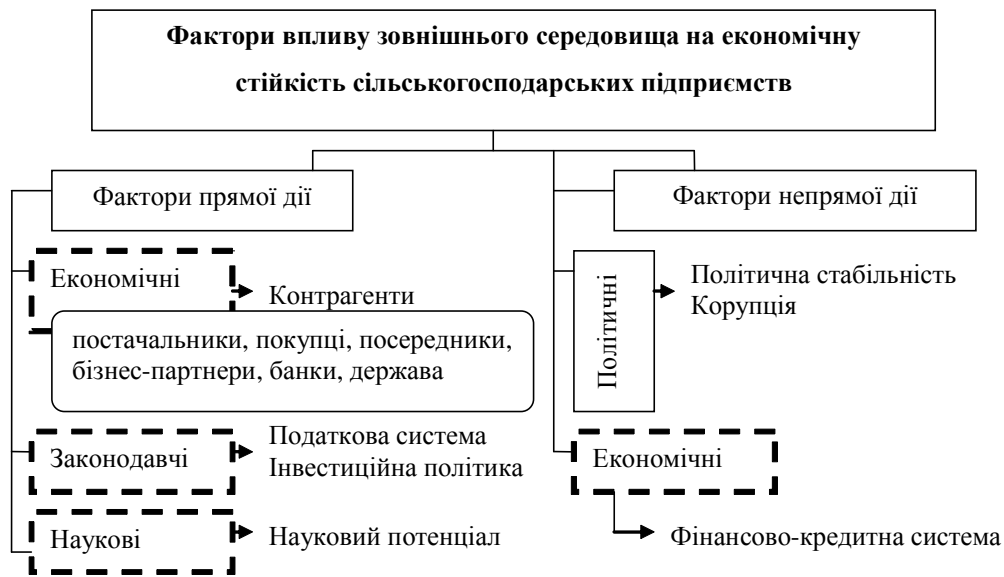 Фактори впливу зовнішнього середовища на економічну
стійкість сільськогосподарських підприємств
Фактори прямої дії
Фактори непрямої дії
Економічні
Контрагенти
постачальники, покупці, посередники,
бізнес-партнери, банки, держава
Законодавчі
Податкова система
Інвестиційна політика
Наукові
Науковий потенціал
Політичні
Політична стабільність
Корупція
Економічні
Фінансово-кредитна система